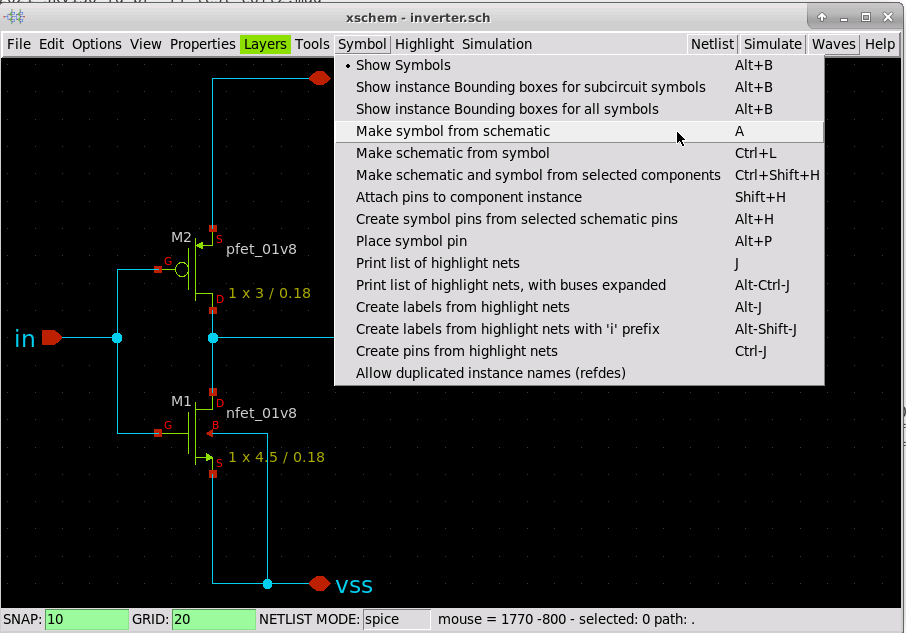 xschem - inverter.sch
File Edit Options View Properties Layers Tools Symbol Highlight Simulation Netlist Simulate Waves Help
Show Symbols Alt+B
Show instance Bounding boxes for subcircuit symbols Alt+B
Show instance Bounding boxes for all symbols Alt+B
Make symbol from schematic A
Make schematic from symbol Ctrl+L
Make schematic and symbol from selected components Ctrl+Shift+H
Attach pins to component instance Shift+H
Create symbol pins from selected schematic pins Alt+H
Place symbol pin Alt+P
Print list of highlight nets J
Print list of highlight nets, with buses expanded Alt-Ctrl-J
Create labels from highlight nets Alt-J
Create labels from highlight nets with 'i' prefix Alt-Shift-J
Create pins from highlight nets Ctrl-J
Allow duplicated instance names (refdes)
M2
S
pfet_01v8
G
1 x 3 / 0.18
D
in
M1
D
nfet_01v8
G
B
1 x 4.5 / 0.18
S
vss
SNAP: 10 GRID: 20 NETLIST MODE: spice mouse = 1770 -800 - selected: 0 path: .